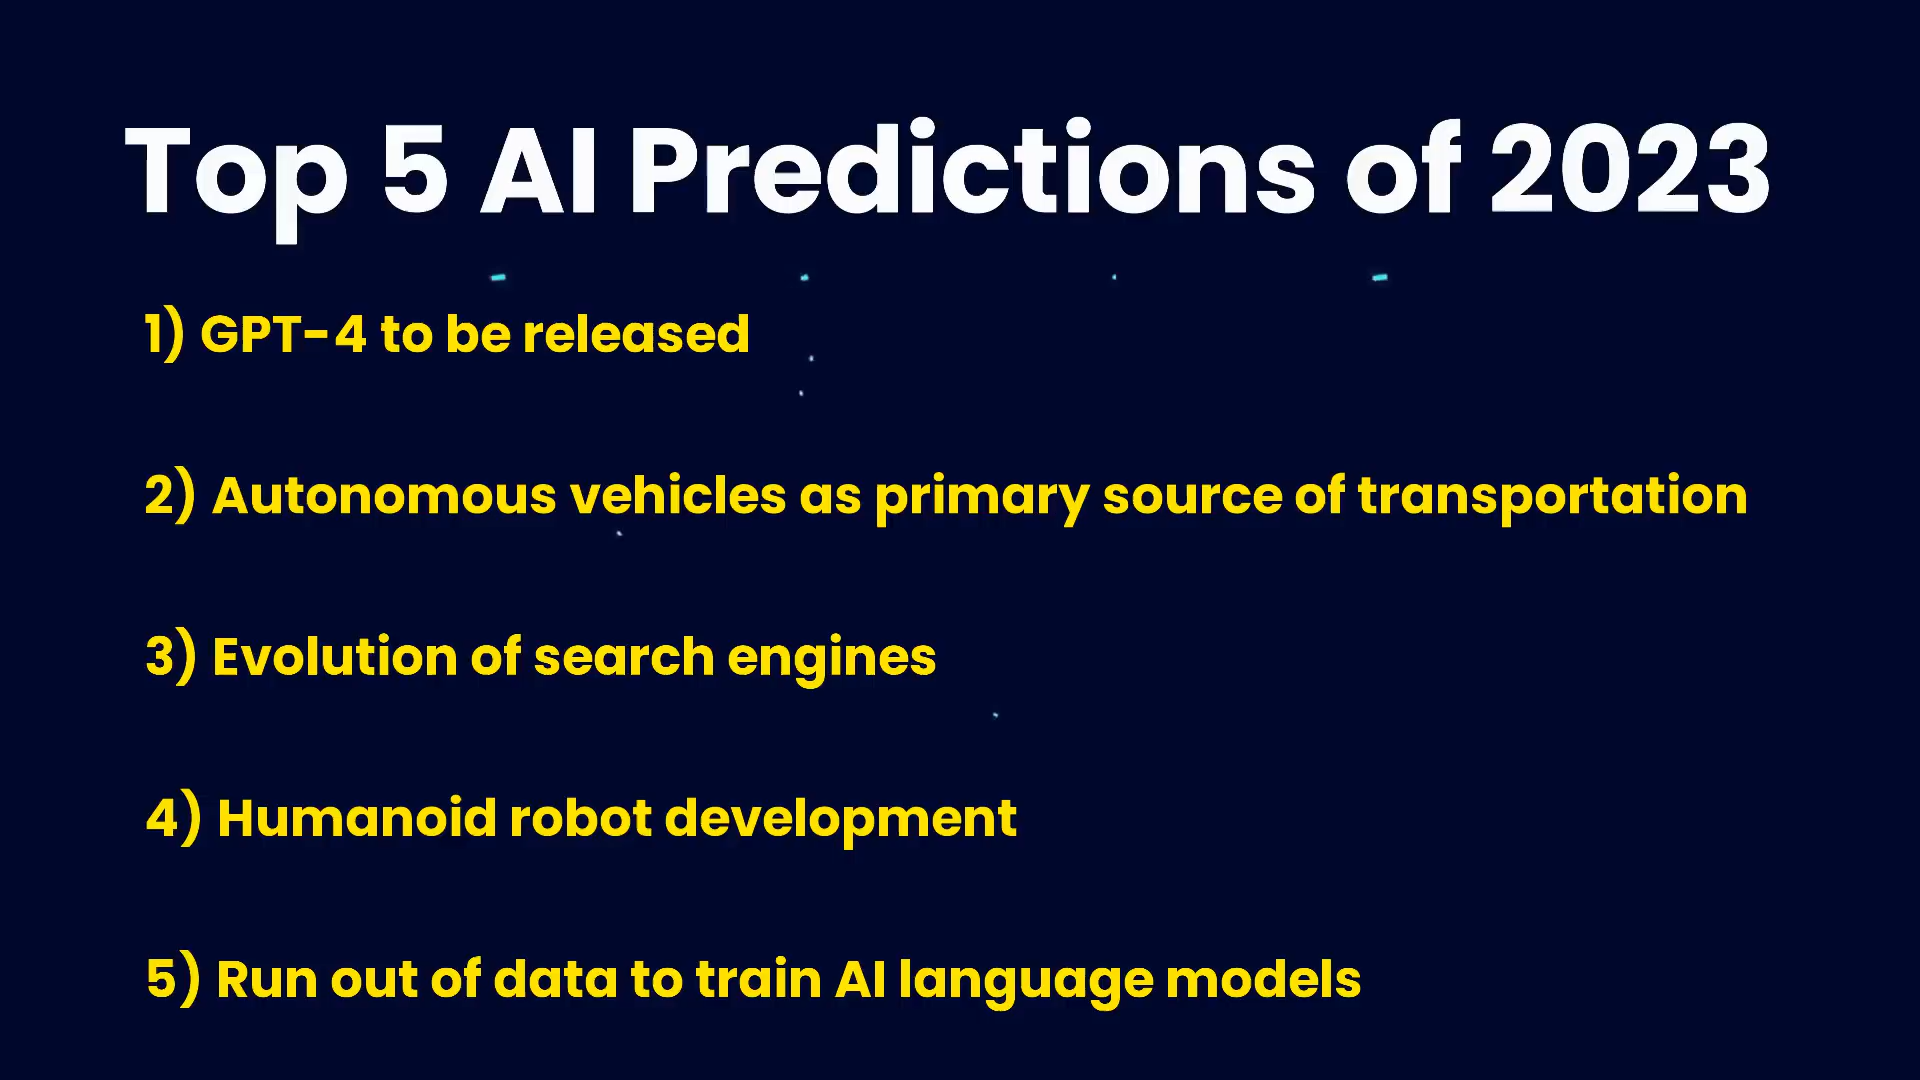 Top 5 AI Predictions of 2023
1) GPT-4 to be released
2) Autonomous vehicles as primary source of transportation
3) Evolution of search engines
4) Humanoid robot development
5) Run out of data to train AI language models